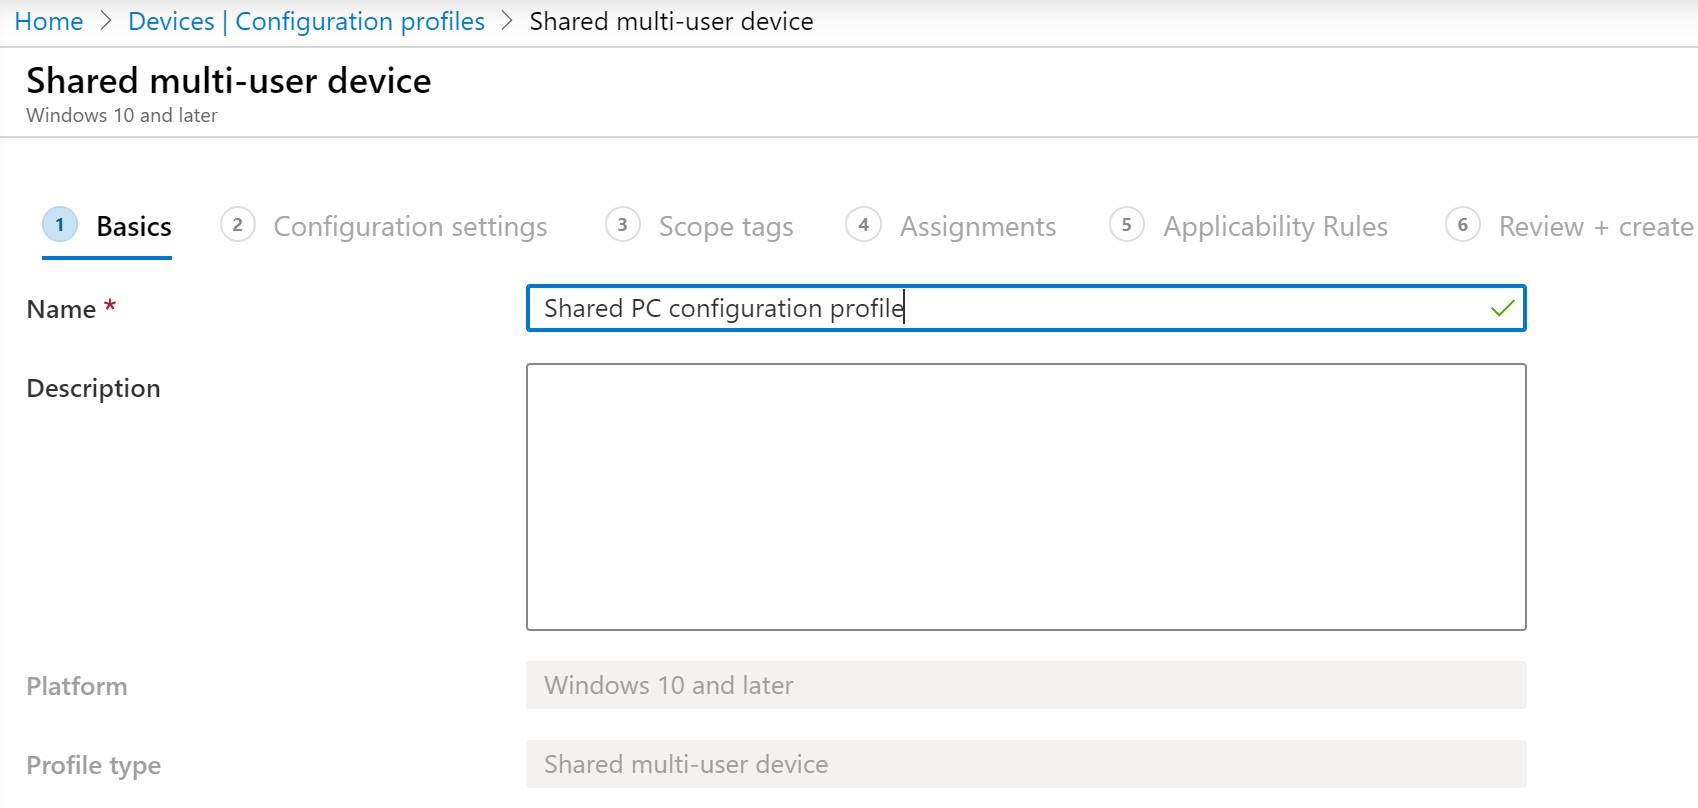 Home > Devices | Configuration profiles > Shared multi-user device
Shared multi-user device
Windows 10 and later
1 Basics 2 Configuration settings 3 Scope tags 4 Assignments 5 Applicability Rules 6 Review + create
Name * Shared PC configuration profile
Description
Platform Windows 10 and later
Profile type Shared multi-user device